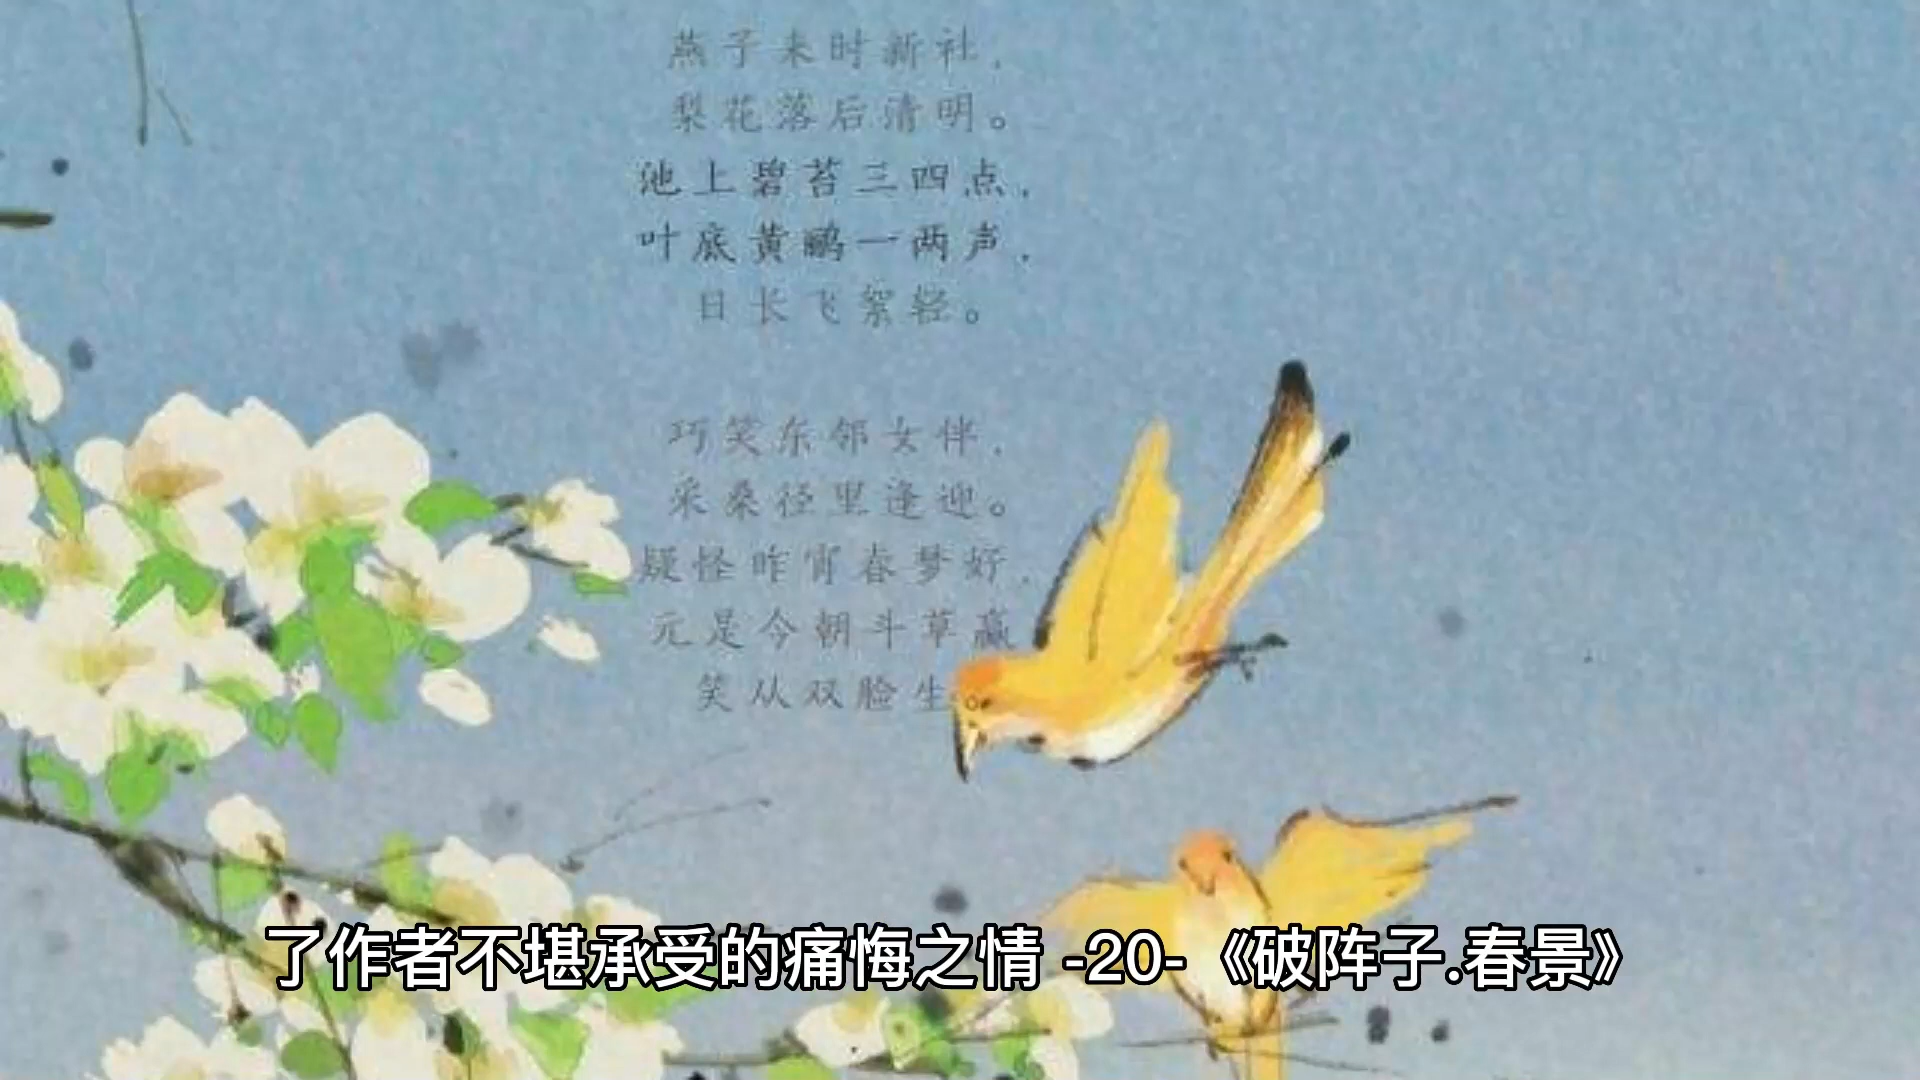 燕子来时新社，
梨花落后清明。
池上碧苔三四点，
叶底黄鹂一两声，
日长飞絮轻。
巧笑东邻女伴，
采桑径里逢迎。
疑怪昨宵春梦好，
元是今朝斗草赢
笑从双脸生。
了作者不堪承受的痛悔之情 -20-《破阵子.春景》